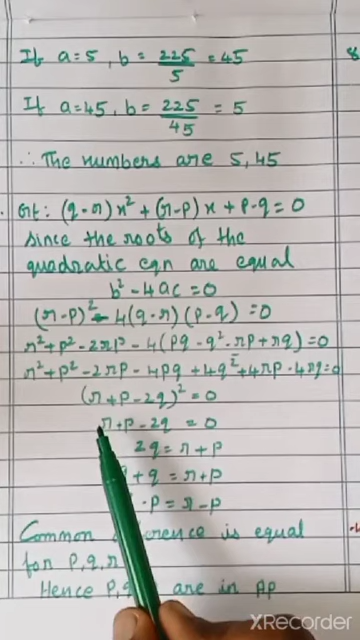 If a=5, b = 225/5 = 45
If a=45, b = 225/45 = 5
∴ The numbers are 5, 45
Gt: (q-r)x² + (r-p)x + p-q=0
since the roots of the
quadratic eqn are equal
b² - 4ac = 0
(r-p)² - 4(q-r)(p-q) = 0
r² + p² - 2rp - 4(pq - q² - rp + rq) = 0
r² + p² - 2rp - 4pq + 4q² + 4rp - 4rq = 0
(r + p - 2q)² = 0
r + p - 2q = 0
2q = r + p
+ q = r + p
- p = r - p
Common is equal
for p, q, r
Hence p, q are in AP
XRecorder